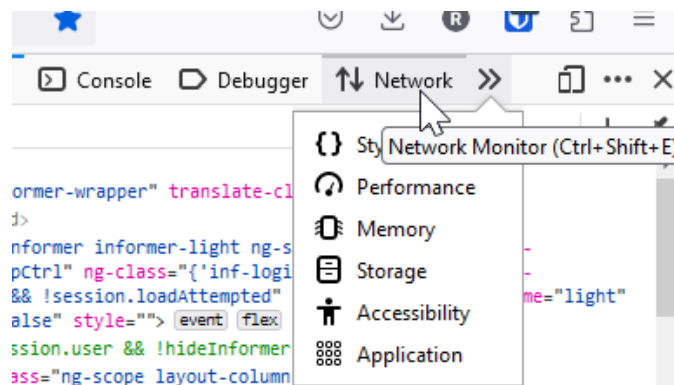 R
Console Debugger Network
Sty
Network Monitor (Ctrl+Shift+E)
Performance
Memory
Storage
Accessibility
Application
ormer-wrapper" translate-cl
d>
nformer informer-light ng-s
pCtrl" ng-class="{'inf-logi
&& !session.loadAttempted" me="light"
alse" style=""> event flex
ssion.user && !hideInformer
ass="ng-scope layout-column